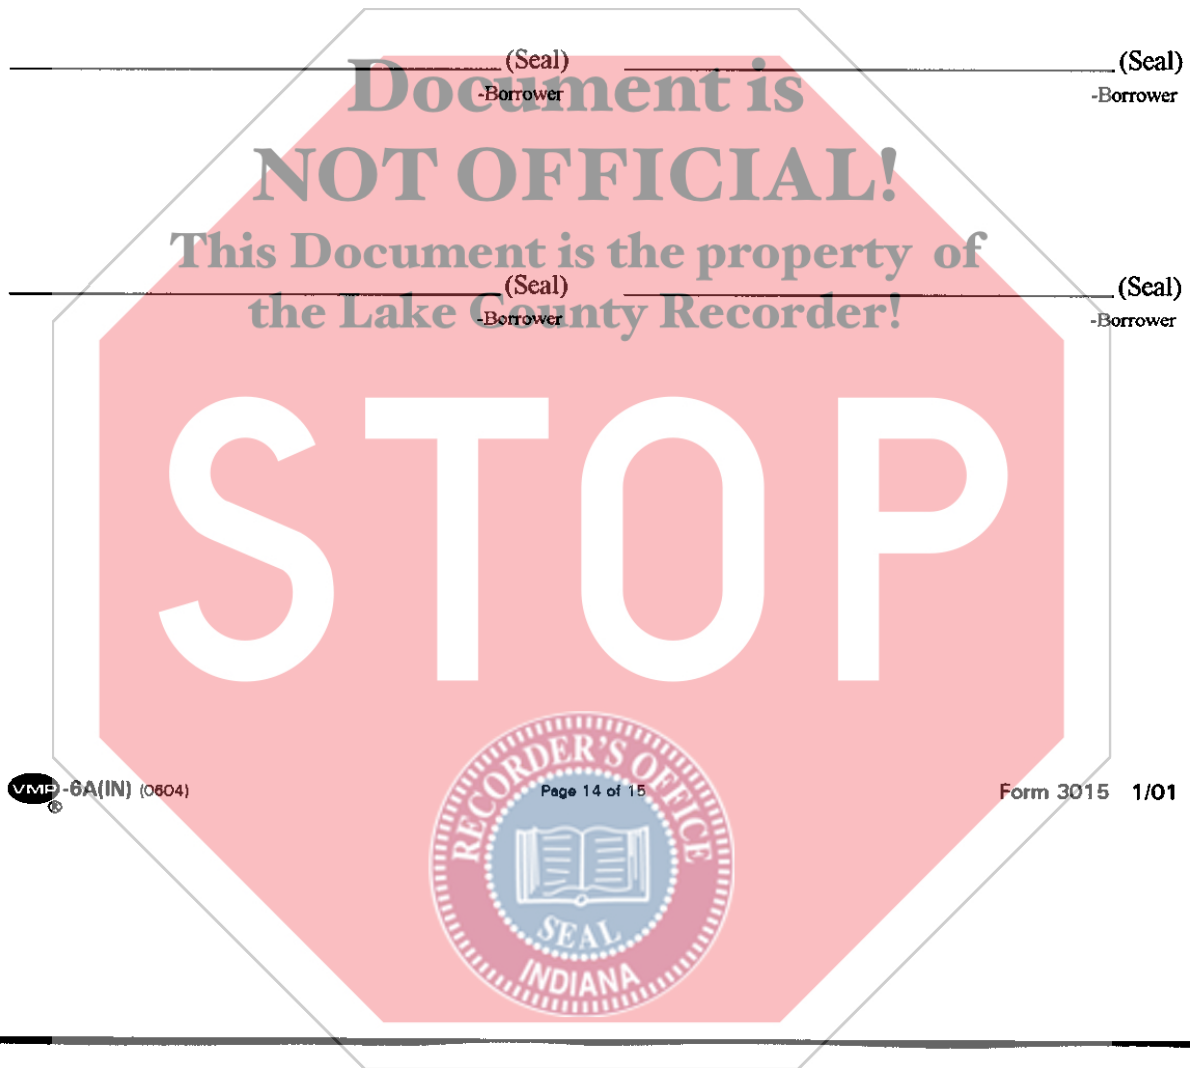 (Seal) (Seal)
-Borrower -Borrower
Document is
NOT OFFICIAL!
This Document is the property of
the Lake County Recorder!
(Seal) (Seal)
-Borrower -Borrower
STOP
RECORDER'S OFFICE
SEAL
INDIANA
VMP®-6A(IN) (0604) Page 14 of 15 Form 3015 1/01